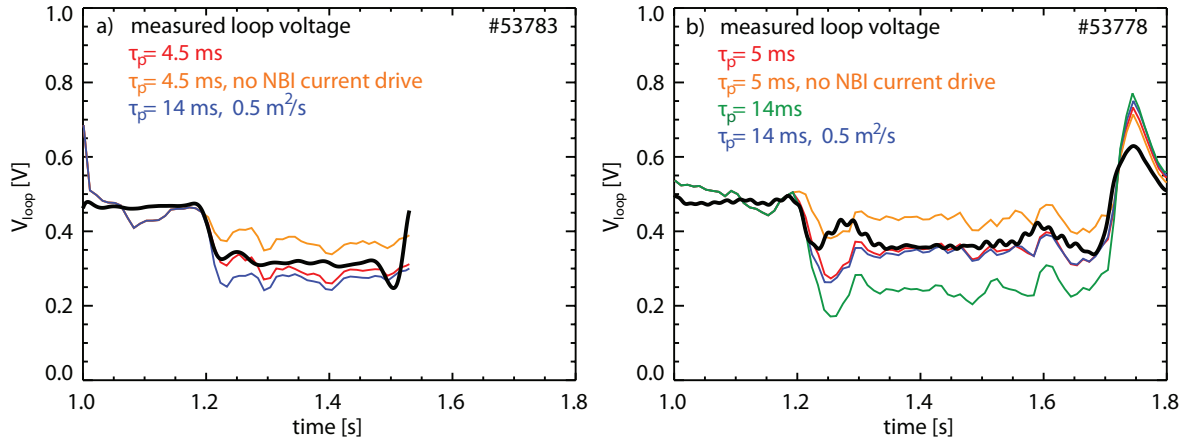 a) measured loop voltage #53783
τp= 4.5 ms
τp= 4.5 ms, no NBI current drive
τp= 14 ms, 0.5 m²/s
1.0
0.8
0.6
0.4
0.2
0.0
Vloop [V]
1.0 1.2 1.4 1.6 1.8
time [s]
b) measured loop voltage #53778
τp= 5 ms
τp= 5 ms, no NBI current drive
τp= 14ms
τp= 14 ms, 0.5 m²/s
1.0
0.8
0.6
0.4
0.2
0.0
Vloop [V]
1.0 1.2 1.4 1.6 1.8
time [s]